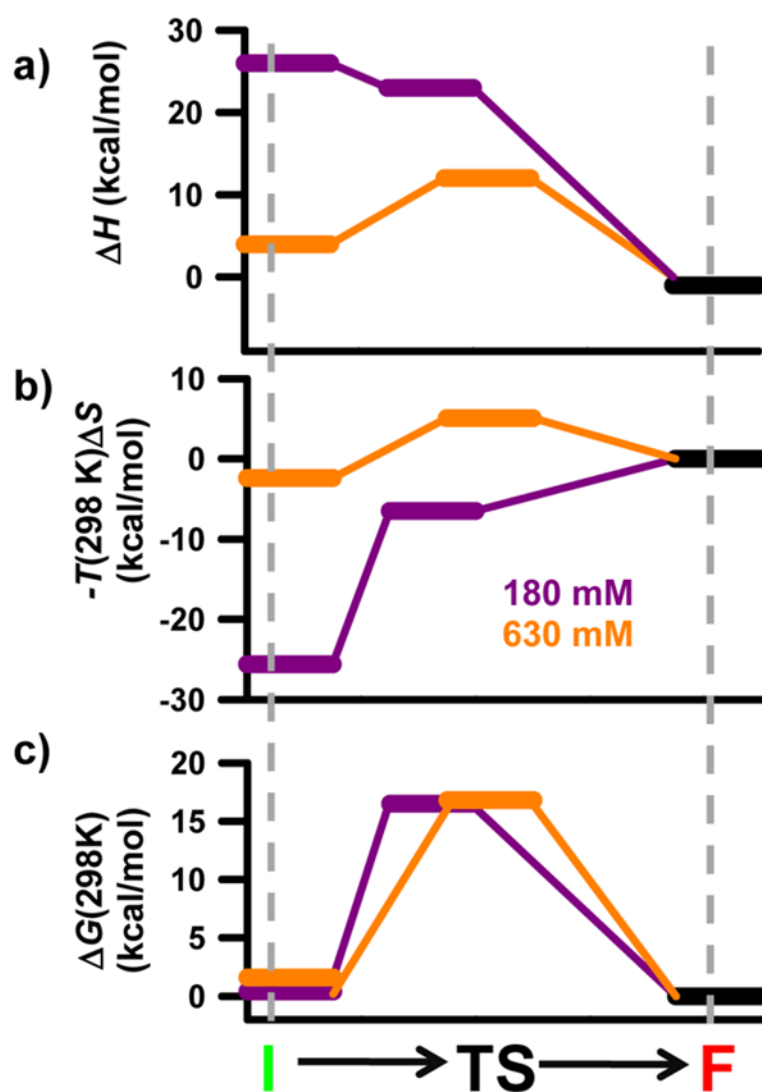 a)
ΔH (kcal/mol)
30
20
10
0
b)
-T(298 K)ΔS
(kcal/mol)
10
0
-10
-20
-30
180 mM
630 mM
c)
ΔG(298K)
(kcal/mol)
20
15
10
5
0
I TS F